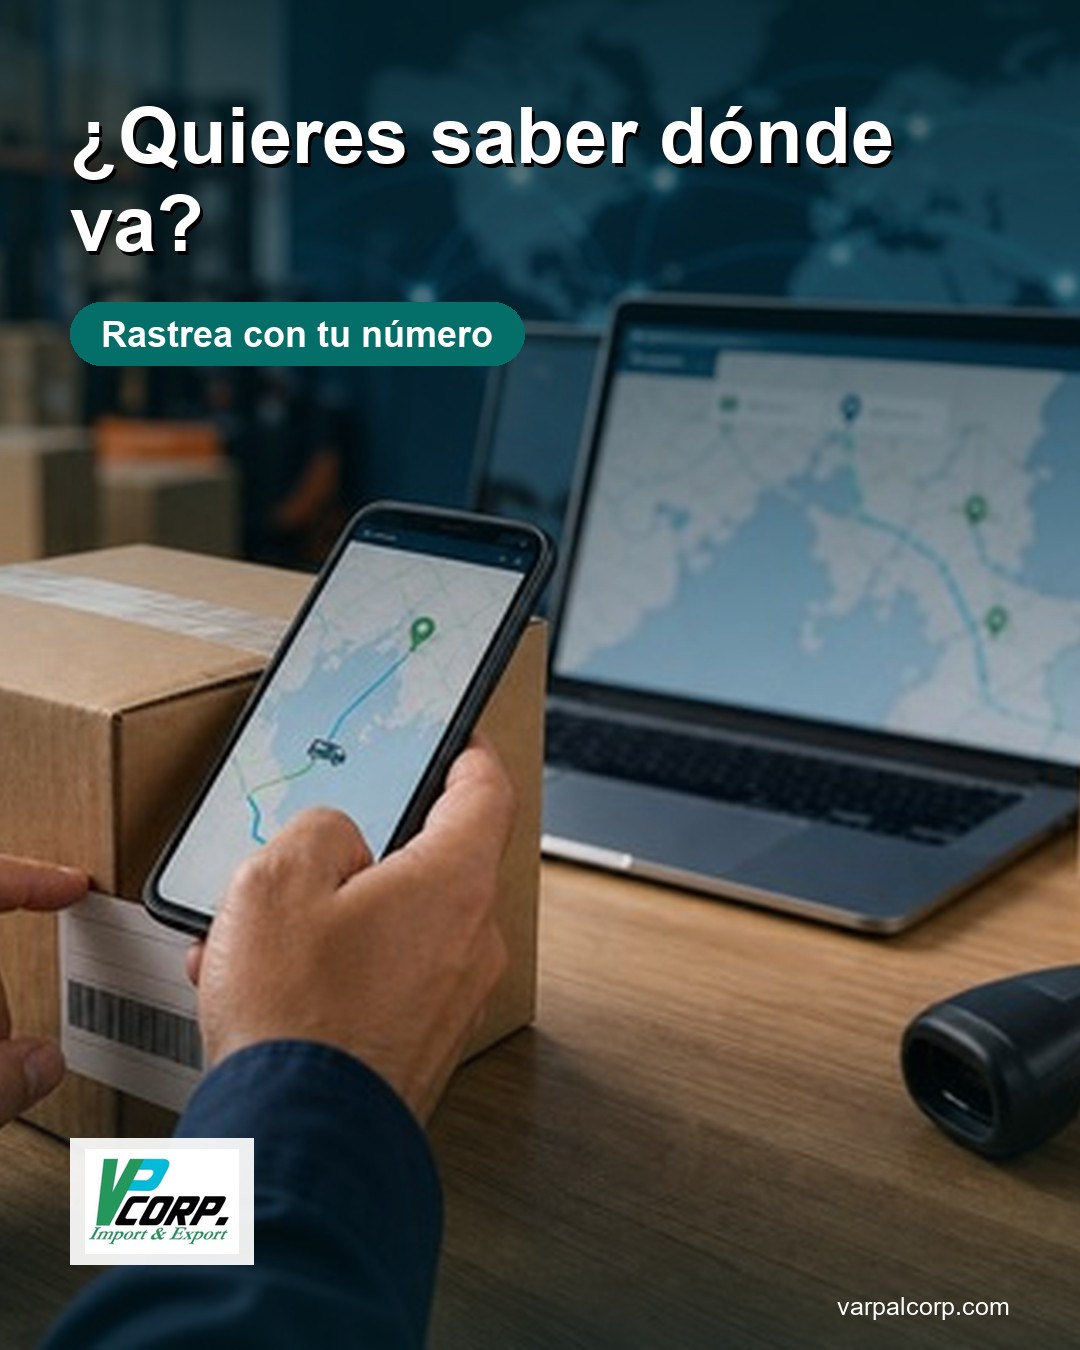 ¿Quieres saber dónde
va?
Rastrea con tu número
VP
CORP.
Import & Export
varpalcorp.com